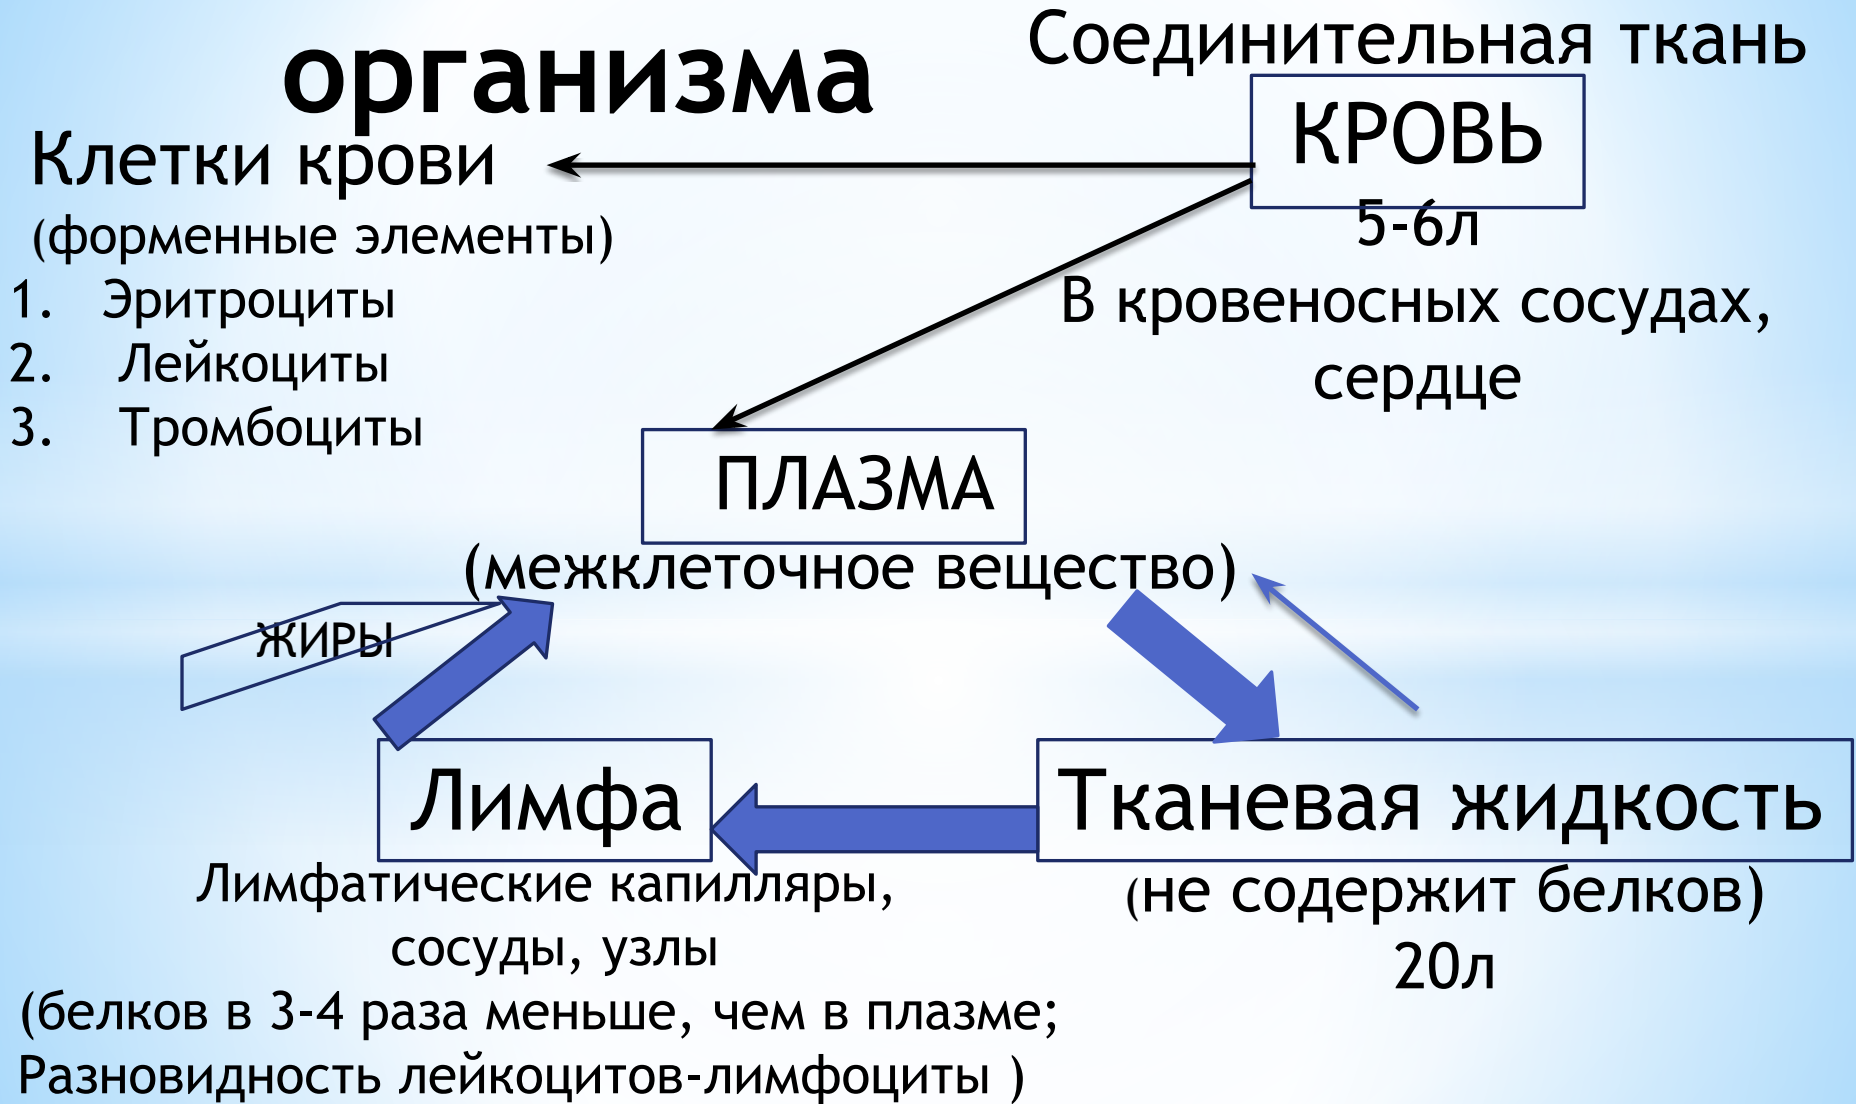 организма
Соединительная ткань
КРОВЬ
5-6л
В кровеносных сосудах,
сердце
Клетки крови
(форменные элементы)
1. Эритроциты
2. Лейкоциты
3. Тромбоциты
ПЛАЗМА
(межклеточное вещество)
ЖИРЫ
Лимфа
Лимфатические капилляры,
сосуды, узлы
(белков в 3-4 раза меньше, чем в плазме;
Разновидность лейкоцитов-лимфоциты )
Тканевая жидкость
(не содержит белков)
20л